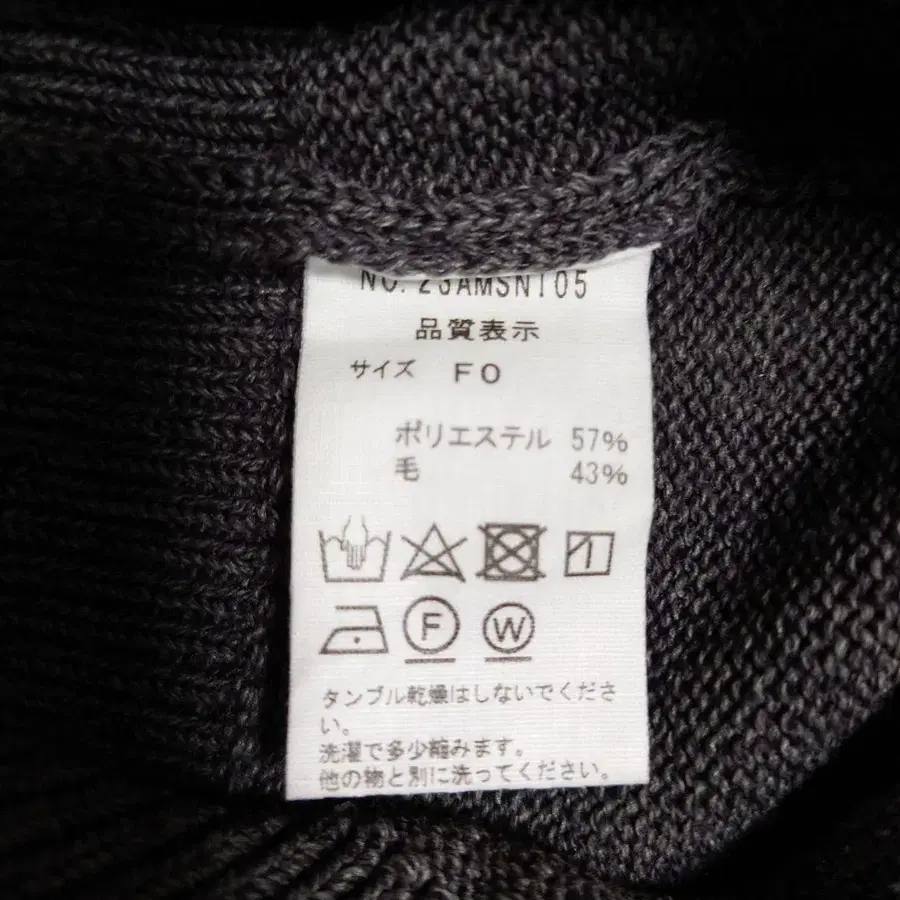 NO. 23AMSNT05
品質表示
サイズ FO
ポリエステル 57%
毛 43%
F W
タンブル乾燥はしないでくださ
い。
洗濯で多少縮みます。
他の物と別に洗ってください。